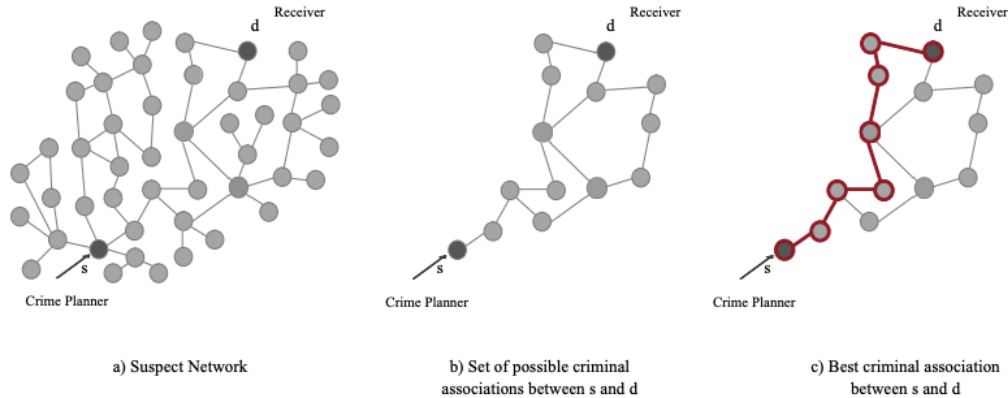 Receiver
d
s
Crime Planner
a) Suspect Network
Receiver
d
s
Crime Planner
b) Set of possible criminal
associations between s and d
Receiver
d
s
Crime Planner
c) Best criminal association
between s and d